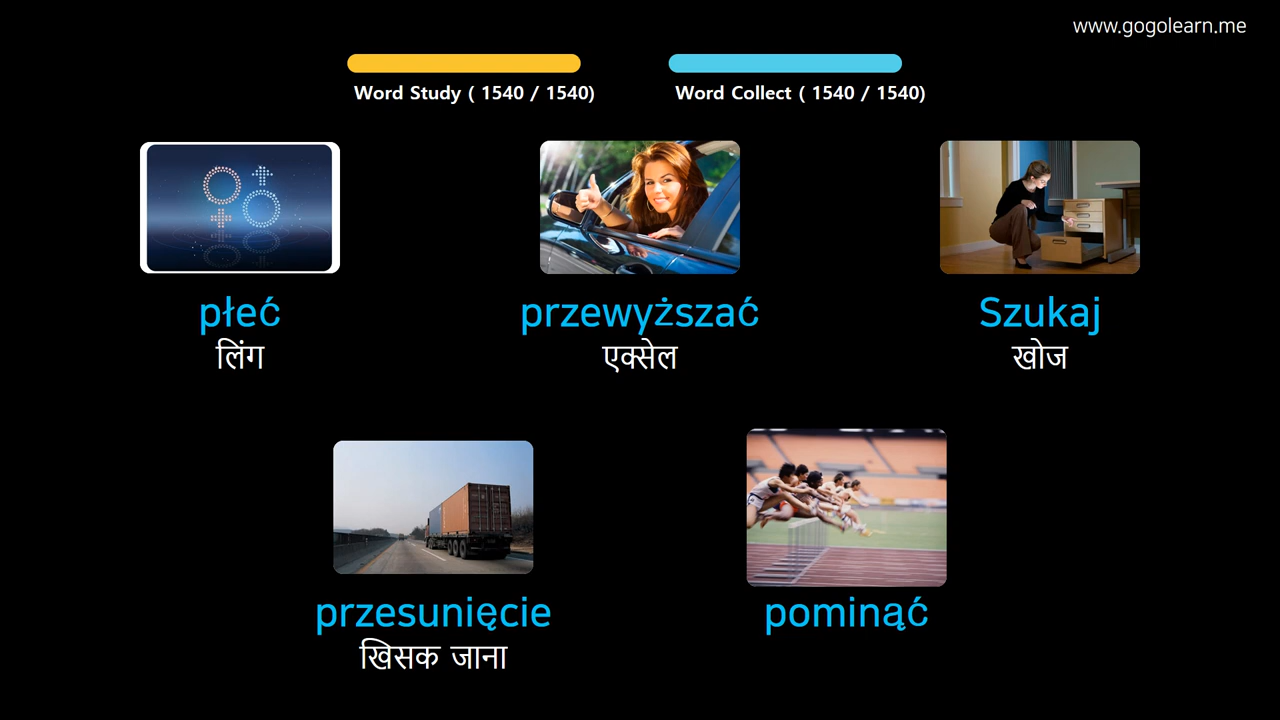 www.gogolearn.me
Word Study ( 1540 / 1540)
Word Collect ( 1540 / 1540)
płeć
लिंग
przewyższać
एक्सेल
Szukaj
खोज
przesunięcie
खिसक जाना
pominąć